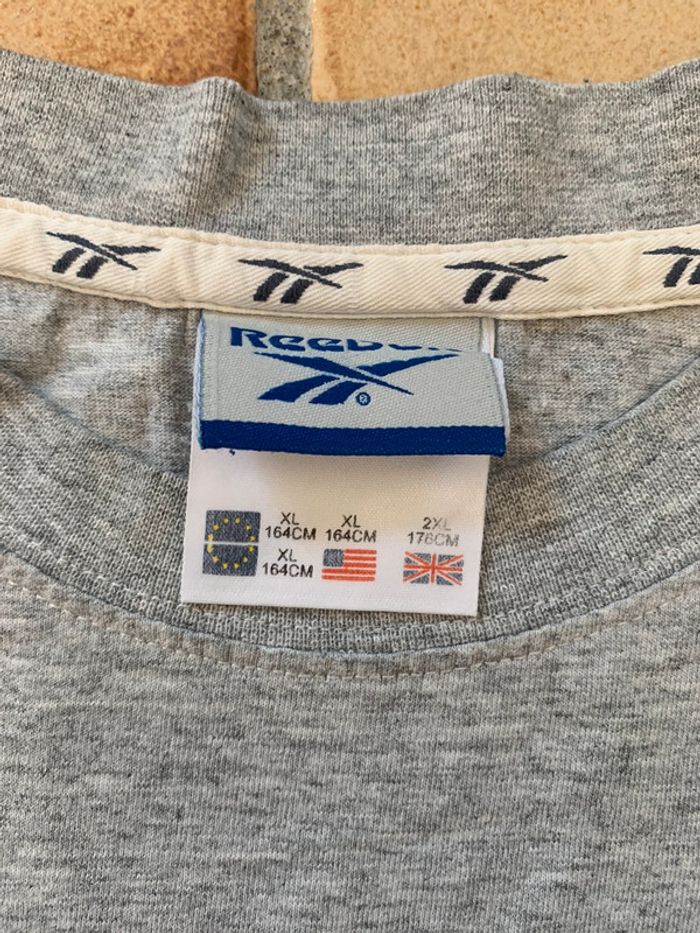 Reebok
XL XL 2XL
164CM 164CM 176CM
XL
164CM